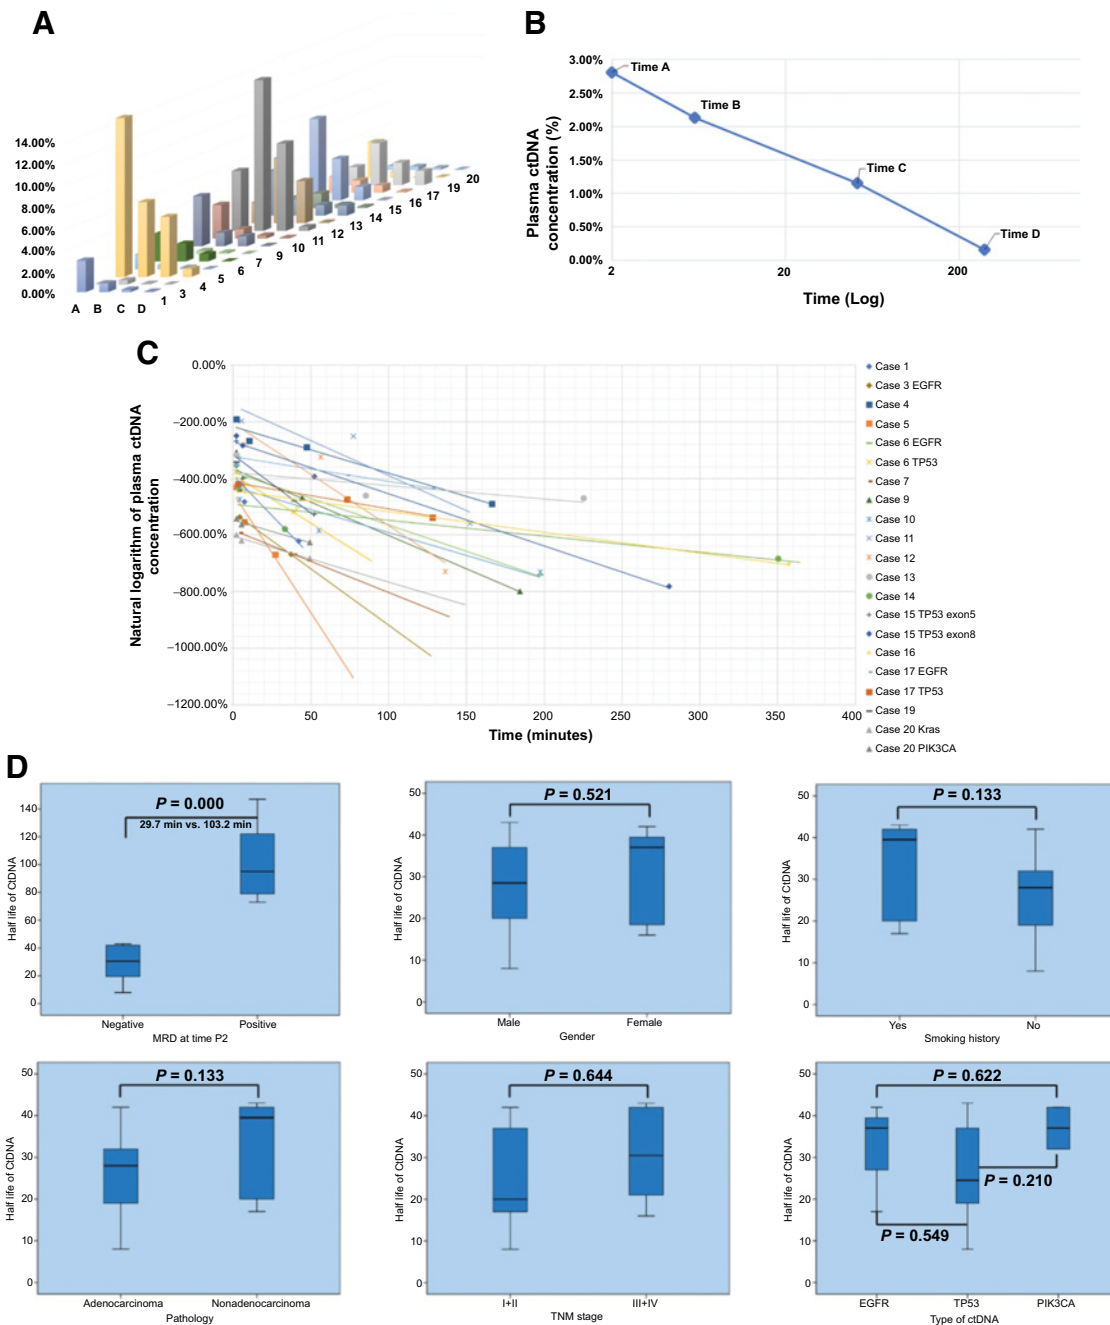 A
14.00%
12.00%
10.00%
8.00%
6.00%
4.00%
2.00%
0.00%
A B C D
1 3 4 5 6 7 9 10 11 12 13 14 15 16 17 19 20
B
Plasma ctDNA
concentration (%)
3.00%
2.50%
2.00%
1.50%
1.00%
0.50%
0.00%
Time A
Time B
Time C
Time D
2 20 200
Time (Log)
C
Natural logarithm of plasma ctDNA
concentration
0.00%
−200.00%
−400.00%
−600.00%
−800.00%
−1000.00%
−1200.00%
0 50 100 150 200 250 300 350 400
Time (minutes)
Case 1
Case 3 EGFR
Case 4
Case 5
Case 6 EGFR
Case 6 TP53
Case 7
Case 9
Case 10
Case 11
Case 12
Case 13
Case 14
Case 15 TP53 exon5
Case 15 TP53 exon8
Case 16
Case 17 EGFR
Case 17 TP53
Case 19
Case 20 Kras
Case 20 PIK3CA
D
Half life of CtDNA
140
120
100
80
60
40
20
0
P = 0.000
29.7 min vs. 103.2 min
Negative Positive
MRD at time P2
Half life of CtDNA
50
40
30
20
10
0
P = 0.521
Male Female
Gender
Half life of CtDNA
50
40
30
20
10
0
P = 0.133
Yes No
Smoking history
Half life of CtDNA
50
40
30
20
10
0
P = 0.133
Adenocarcinoma Nonadenocarcinoma
Pathology
Half life of CtDNA
50
40
30
20
10
0
P = 0.644
I+II III+IV
TNM stage
Half life of CtDNA
50
40
30
20
10
0
P = 0.622
P = 0.210
P = 0.549
EGFR TP53 PIK3CA
Type of ctDNA